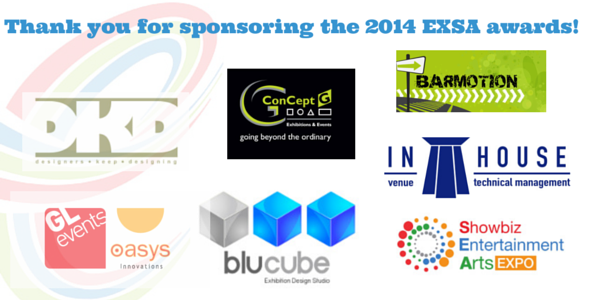 Thank you for sponsoring the 2014 EXSA awards!
DKD
designers • keep • designing
ConCept G
Exhibitions & Events
going beyond the ordinary
BARMOTION
IN HOUSE
venue technical management
GL
events
oasys
Innovations
blucube
Exhibition Design Studio
Showbiz
Entertainment
Arts EXPO